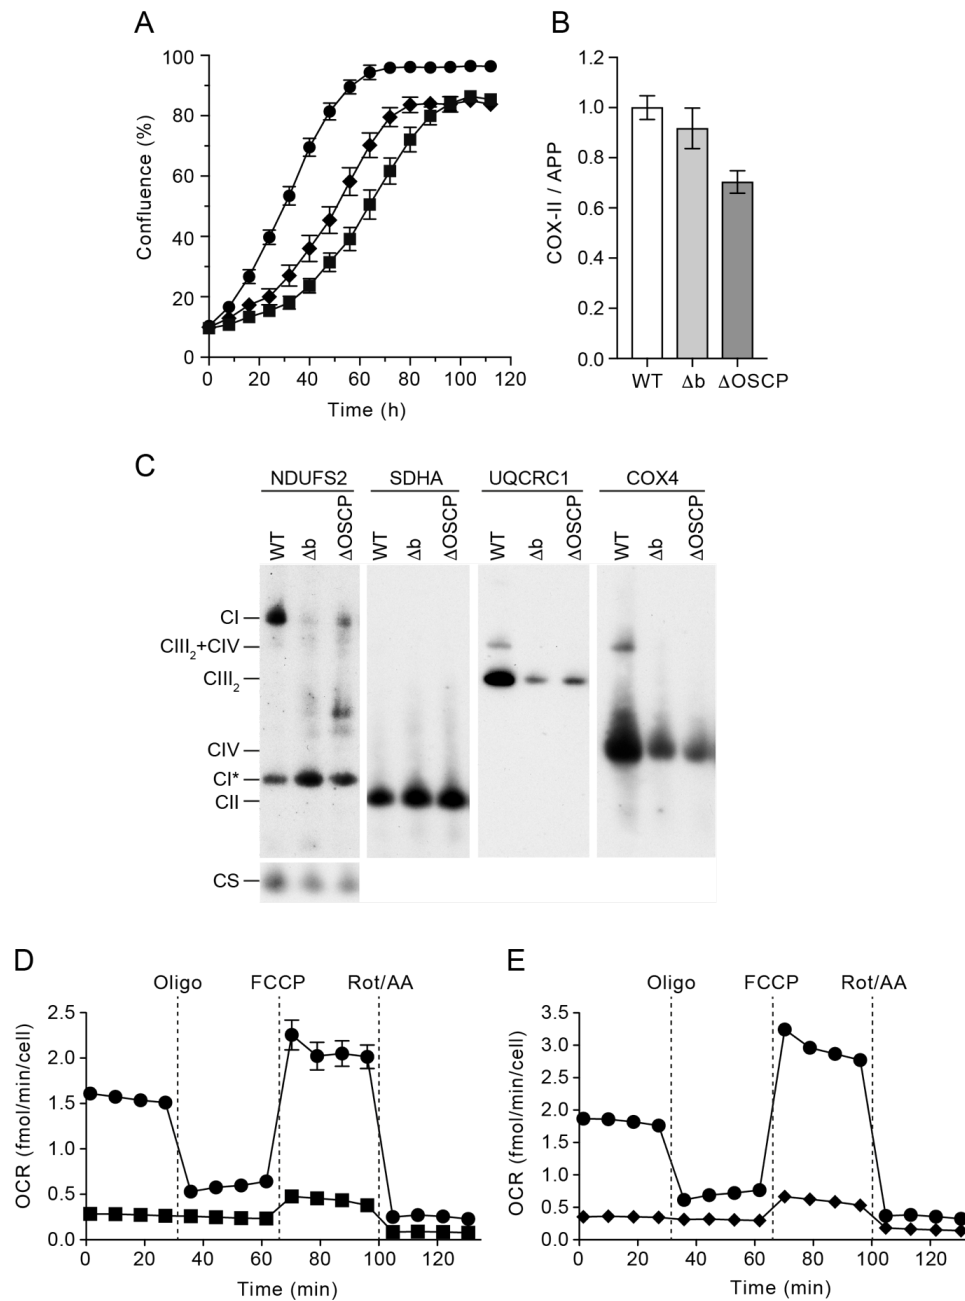 A
Confluence (%)
100
80
60
40
20
0
0 20 40 60 80 100 120
Time (h)
B
COX-II / APP
1.2
1.0
0.8
0.6
0.4
0.2
0.0
WT Δb ΔOSCP
C
NDUFS2 SDHA UQCRC1 COX4
WT Δb ΔOSCP WT Δb ΔOSCP WT Δb ΔOSCP WT Δb ΔOSCP
CI
CIII₂+CIV
CIII₂
CIV
CI*
CII
CS
D
Oligo FCCP Rot/AA
OCR (fmol/min/cell)
2.5
2.0
1.5
1.0
0.5
0.0
0 20 40 60 80 100 120
Time (min)
E
Oligo FCCP Rot/AA
OCR (fmol/min/cell)
3.5
3.0
2.5
2.0
1.5
1.0
0.5
0.0
0 20 40 60 80 100 120
Time (min)